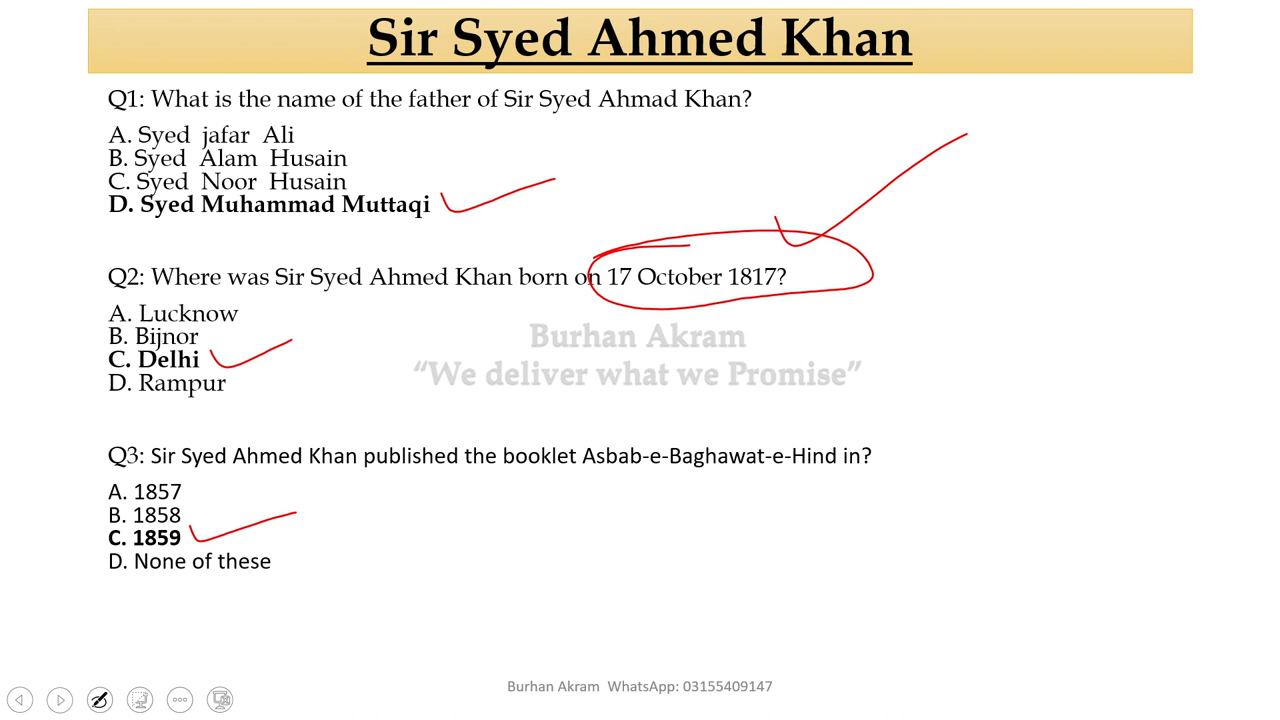 Sir Syed Ahmed Khan
Q1: What is the name of the father of Sir Syed Ahmad Khan?
A. Syed jafar Ali
B. Syed Alam Husain
C. Syed Noor Husain
D. Syed Muhammad Muttaqi
Q2: Where was Sir Syed Ahmed Khan born on 17 October 1817?
A. Lucknow
B. Bijnor
C. Delhi
D. Rampur
Burhan Akram
“We deliver what we Promise”
Q3: Sir Syed Ahmed Khan published the booklet Asbab-e-Baghawat-e-Hind in?
A. 1857
B. 1858
C. 1859
D. None of these
Burhan Akram WhatsApp: 03155409147